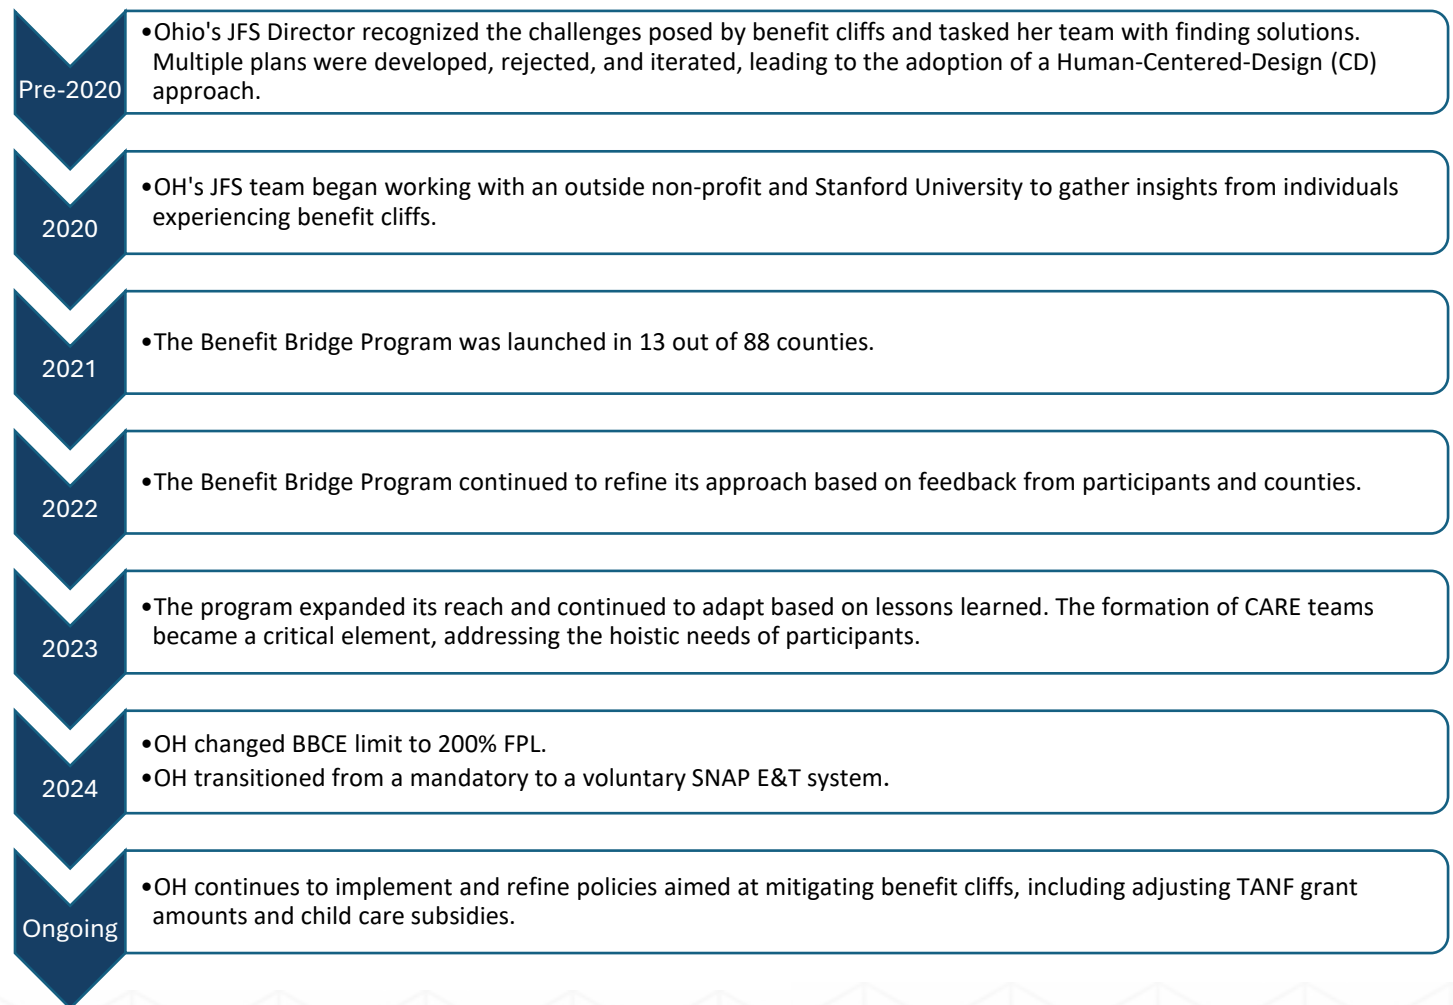 Pre-2020
•Ohio's JFS Director recognized the challenges posed by benefit cliffs and tasked her team with finding solutions.
Multiple plans were developed, rejected, and iterated, leading to the adoption of a Human-Centered-Design (CD)
approach.
2020
•OH's JFS team began working with an outside non-profit and Stanford University to gather insights from individuals
experiencing benefit cliffs.
2021
•The Benefit Bridge Program was launched in 13 out of 88 counties.
2022
•The Benefit Bridge Program continued to refine its approach based on feedback from participants and counties.
2023
•The program expanded its reach and continued to adapt based on lessons learned. The formation of CARE teams
became a critical element, addressing the hoistic needs of participants.
2024
•OH changed BBCE limit to 200% FPL.
•OH transitioned from a mandatory to a voluntary SNAP E&T system.
Ongoing
•OH continues to implement and refine policies aimed at mitigating benefit cliffs, including adjusting TANF grant
amounts and child care subsidies.